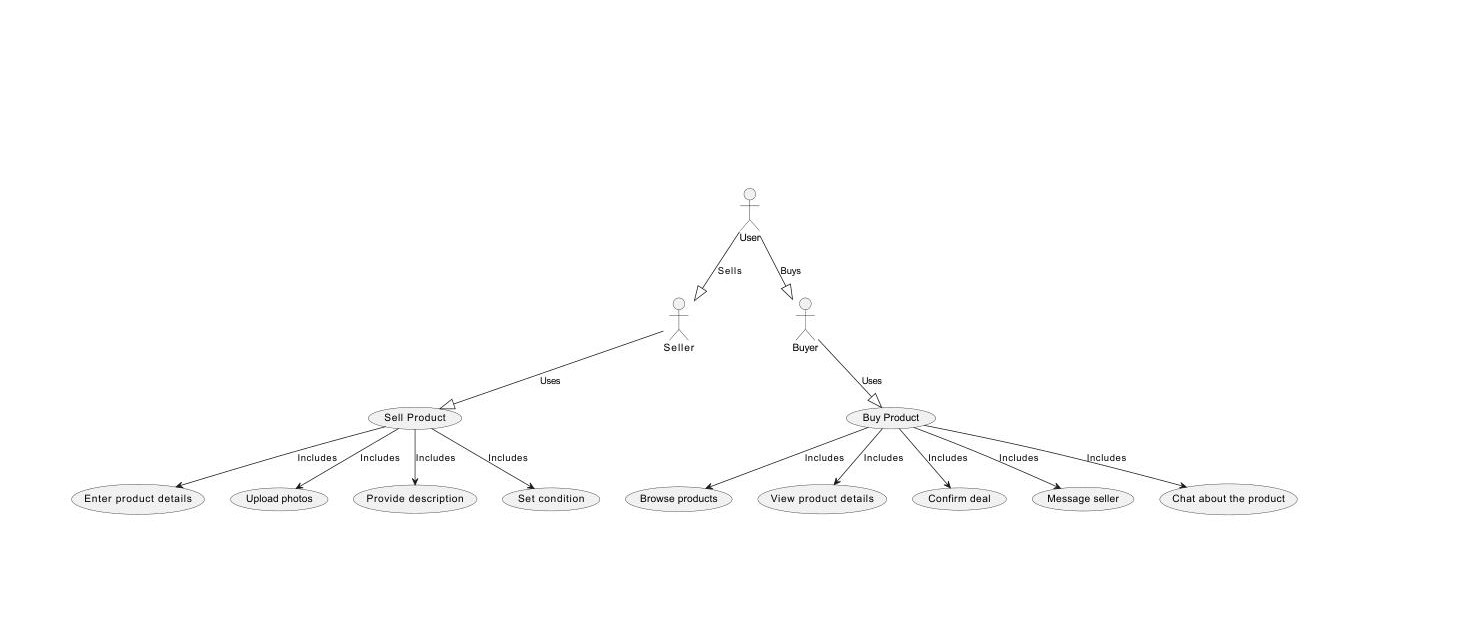 User
Sells
Buys
Seller
Buyer
Uses
Uses
Sell Product
Buy Product
Includes
Includes
Includes
Includes
Includes
Includes
Includes
Includes
Includes
Enter product details
Upload photos
Provide description
Set condition
Browse products
View product details
Confirm deal
Message seller
Chat about the product